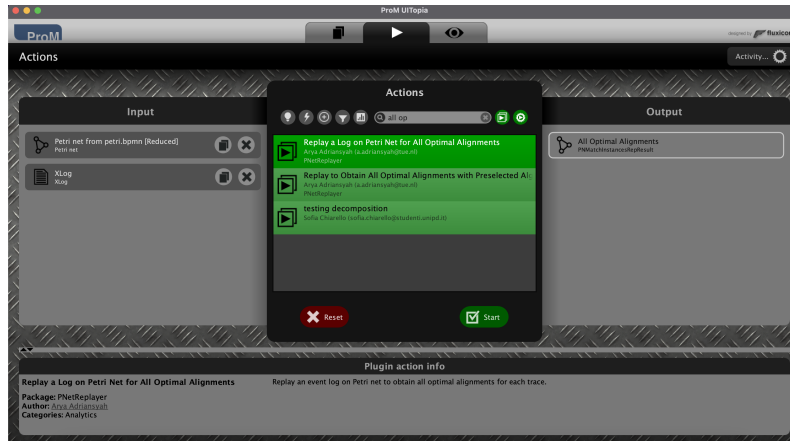 ProM UITopia
ProM
designed by fluxicon
Actions
Activity...
Input
Petri net from petri.bpmn [Reduced]
Petri net
XLog
XLog
Actions
all op
Replay a Log on Petri Net for All Optimal Alignments
Arya Adriansyah (a.adriansyah@tue.nl)
PNetReplayer
Replay to Obtain All Optimal Alignments with Preselected Alig
Arya Adriansyah (a.adriansyah@tue.nl)
PNetReplayer
testing decomposition
Sofia Chiarello (sofia.chiarello@studenti.unipd.it)
Reset
Start
Output
All Optimal Alignments
PNMatchInstancesRepResult
Plugin action info
Replay a Log on Petri Net for All Optimal Alignments
Package: PNetReplayer
Author: Arya Adriansyah
Categories: Analytics
Replay an event log on Petri net to obtain all optimal alignments for each trace.